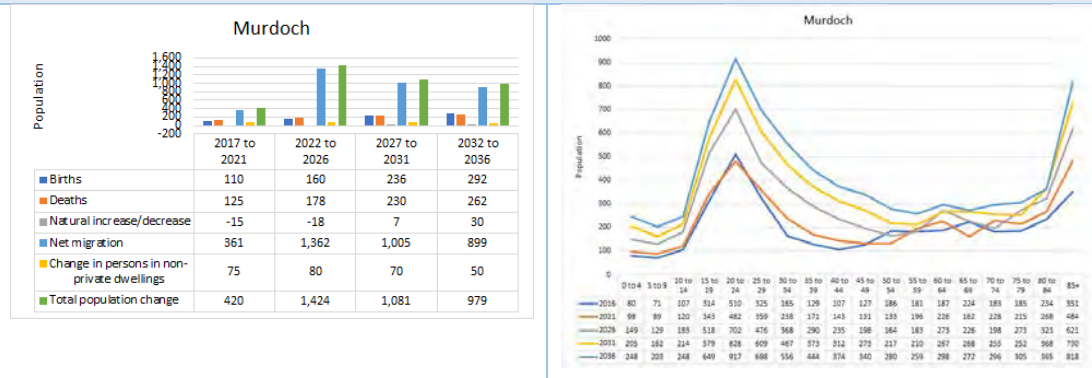 Murdoch
Population
1,600
1,400
1,200
1,000
800
600
400
200
0
-200
2017 to 2022 to 2027 to 2032 to
2021 2026 2031 2036
Births 110 160 236 292
Deaths 125 178 230 262
Natural increase/decrease -15 -18 7 30
Net migration 361 1,362 1,005 899
Change in persons in non-
private dwellings 75 80 70 50
Total population change 420 1,424 1,081 979
Murdoch
Population
1000
900
800
700
600
500
400
300
200
100
0
0 to 4 5 to 9 10 to 15 to 20 to 25 to 30 to 35 to 40 to 45 to 50 to 55 to 60 to 65 to 70 to 75 to 80 to 85+
14 19 24 29 34 39 44 49 54 59 64 69 74 79 84
2016 80 71 107 314 510 325 165 129 107 127 186 181 187 224 183 185 234 351
2021 98 89 120 343 482 359 238 171 143 131 133 196 226 162 228 215 268 484
2026 149 129 183 518 702 476 368 290 235 198 164 183 273 226 198 273 323 621
2031 205 162 214 579 828 609 467 373 312 273 217 210 267 268 255 252 368 730
2036 248 203 248 649 917 698 556 444 374 340 280 259 298 272 296 305 365 818